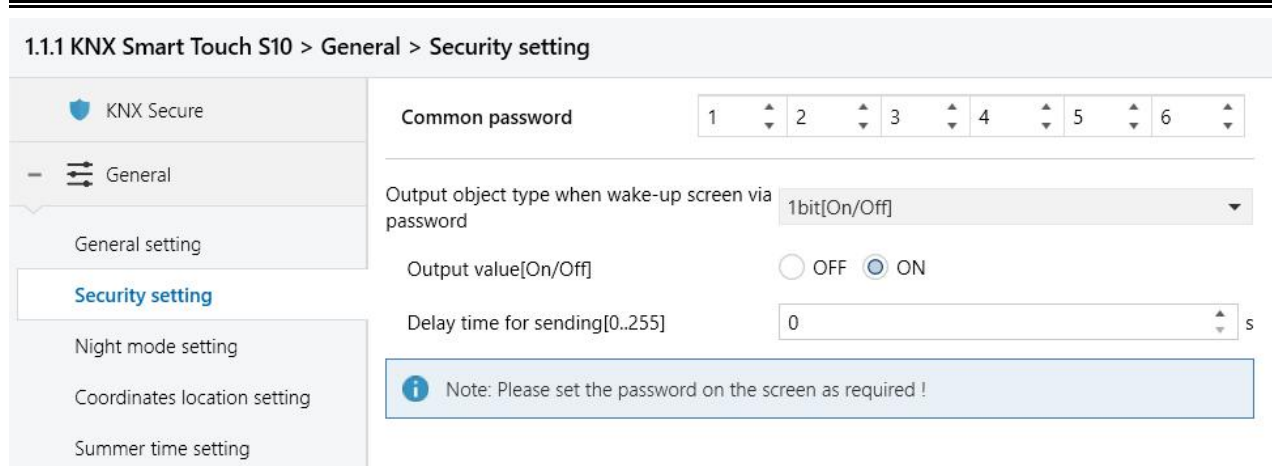 1.1.1 KNX Smart Touch S10 > General > Security setting
KNX Secure
General
General setting
Security setting
Night mode setting
Coordinates location setting
Summer time setting
Common password 1 2 3 4 5 6
Output object type when wake-up screen via
password
1bit[On/Off]
Output value[On/Off] OFF ON
Delay time for sending[0..255] 0 s
Note: Please set the password on the screen as required !